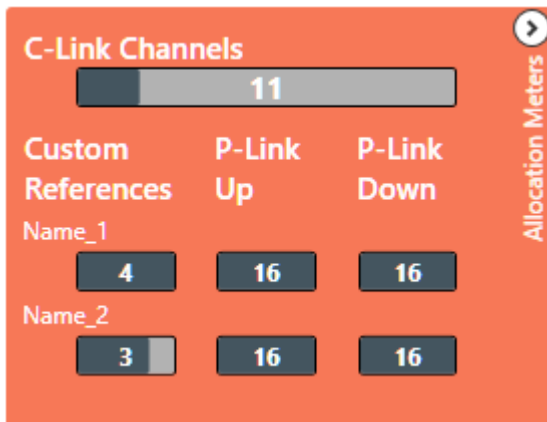 C-Link Channels
11
Custom References
P-Link Up
P-Link Down
Name_1
4 16 16
Name_2
3 16 16
Allocation Meters